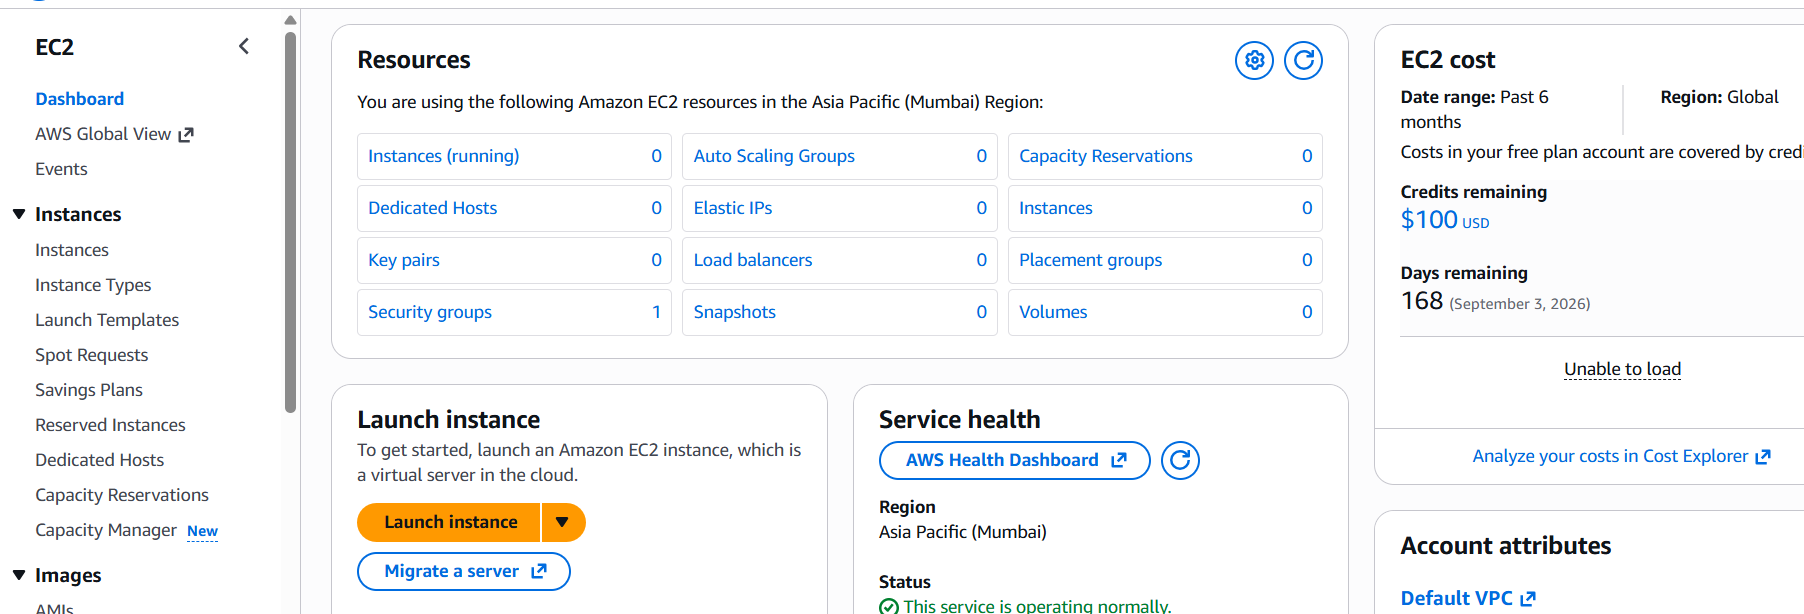 EC2
Dashboard
AWS Global View
Events
Instances
Instances
Instance Types
Launch Templates
Spot Requests
Savings Plans
Reserved Instances
Dedicated Hosts
Capacity Reservations
Capacity Manager New
Images
AMIs
Resources
You are using the following Amazon EC2 resources in the Asia Pacific (Mumbai) Region:
Instances (running) 0
Auto Scaling Groups 0
Capacity Reservations 0
Dedicated Hosts 0
Elastic IPs 0
Instances 0
Key pairs 0
Load balancers 0
Placement groups 0
Security groups 1
Snapshots 0
Volumes 0
Launch instance
To get started, launch an Amazon EC2 instance, which is
a virtual server in the cloud.
Launch instance
Migrate a server
Service health
AWS Health Dashboard
Region
Asia Pacific (Mumbai)
Status
This service is operating normally.
EC2 cost
Date range: Past 6
months
Region: Global
Costs in your free plan account are covered by credi
Credits remaining
$100 USD
Days remaining
168 (September 3, 2026)
Unable to load
Analyze your costs in Cost Explorer
Account attributes
Default VPC